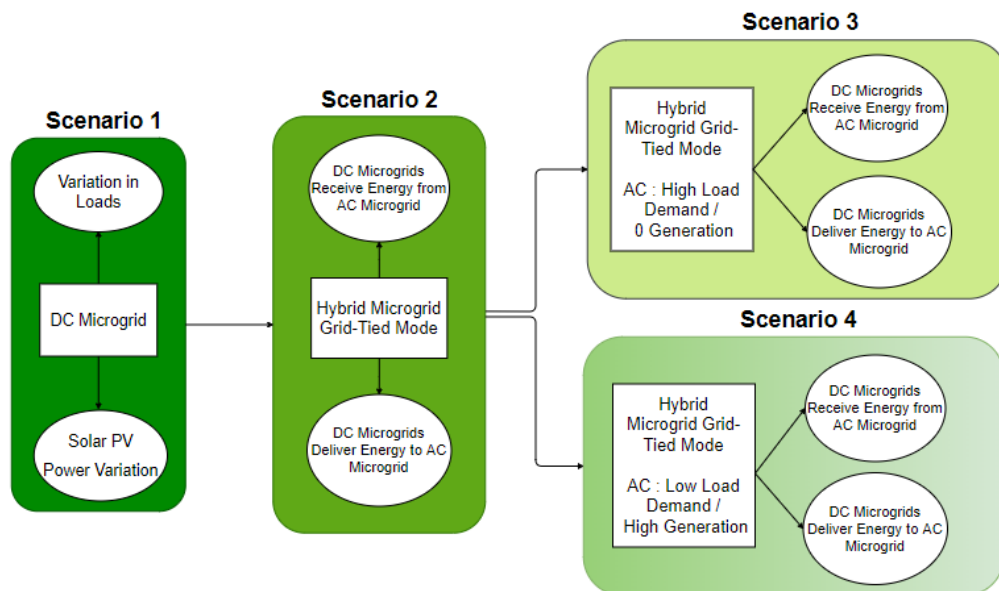 Scenario 1
Variation in
Loads
DC Microgrid
Solar PV
Power Variation
Scenario 2
DC Microgrids
Receive Energy from
AC Microgrid
Hybrid Microgrid
Grid-Tied Mode
DC Microgrids
Deliver Energy to AC
Microgrid
Scenario 3
Hybrid
Microgrid Grid-
Tied Mode
AC : High Load
Demand /
0 Generation
DC Microgrids
Receive Energy from
AC Microgrid
DC Microgrids
Deliver Energy to AC
Microgrid
Scenario 4
Hybrid
Microgrid Grid-
Tied Mode
AC : Low Load
Demand /
High Generation
DC Microgrids
Receive Energy from
AC Microgrid
DC Microgrids
Deliver Energy to AC
Microgrid